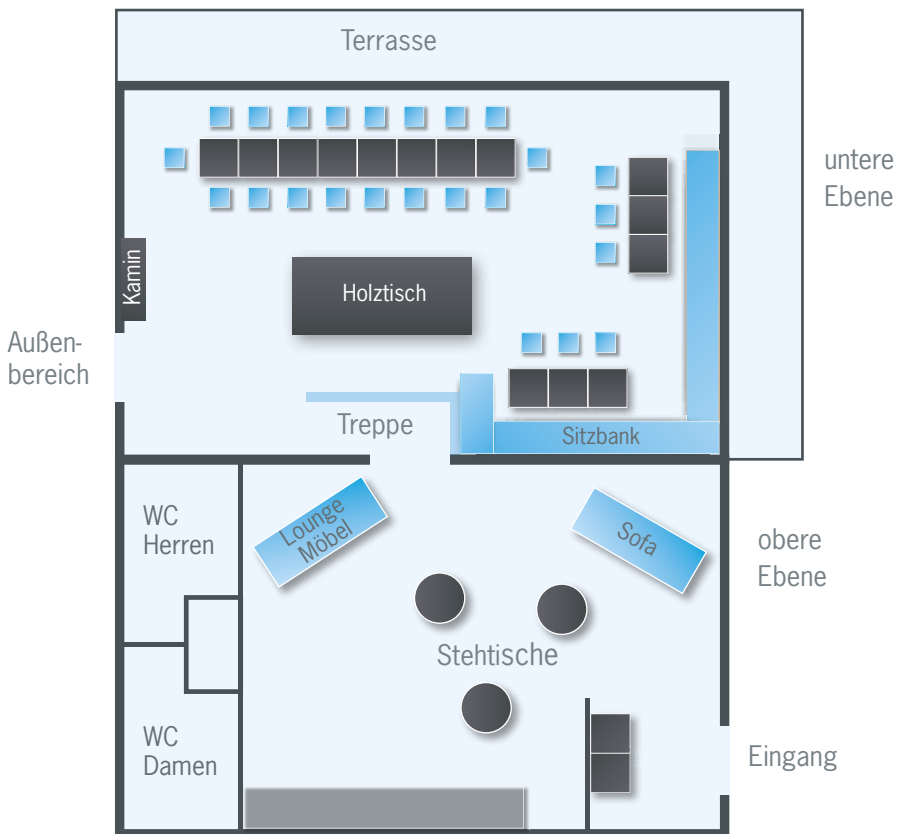 Terrasse
untere
Ebene
Kamin
Holztisch
Außen-
bereich
Treppe
Sitzbank
WC
Herren
Lounge
Möbel
Sofa
obere
Ebene
Stehtische
WC
Damen
Eingang